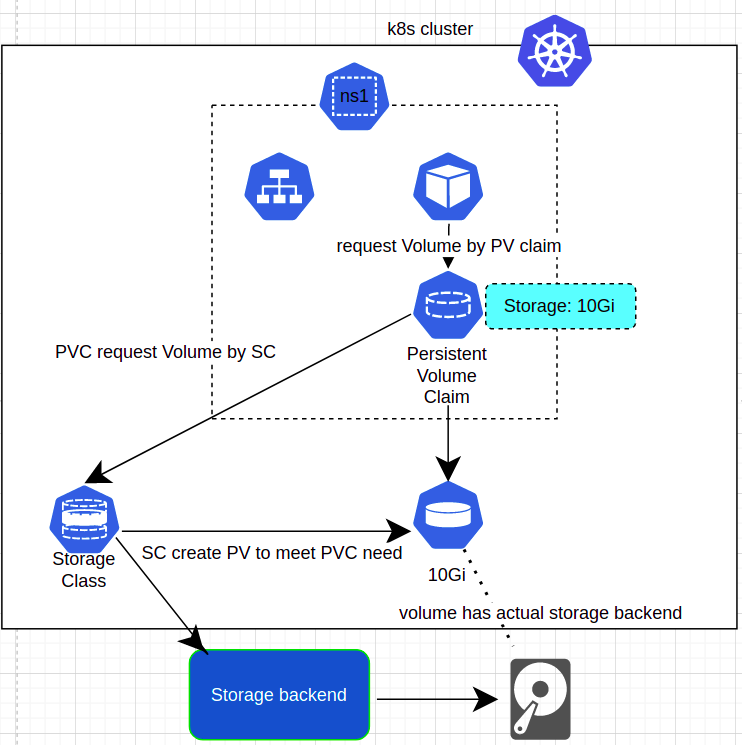 k8s cluster
ns1
request Volume by PV claim
Storage: 10Gi
PVC request Volume by SC
Persistent
Volume
Claim
Storage
Class
SC create PV to meet PVC need
10Gi
volume has actual storage backend
Storage backend